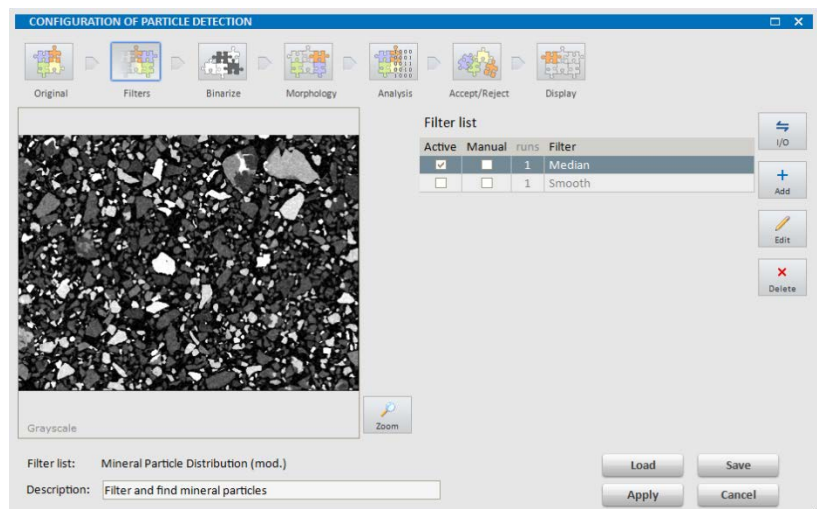 CONFIGURATION OF PARTICLE DETECTION
Original Filters Binarize Morphology Analysis Accept/Reject Display
Filter list
Active Manual runs Filter
1 Median
1 Smooth
I/O
Add
Edit
Delete
Grayscale
Zoom
Filter list: Mineral Particle Distribution (mod.)
Description: Filter and find mineral particles
Load Save
Apply Cancel